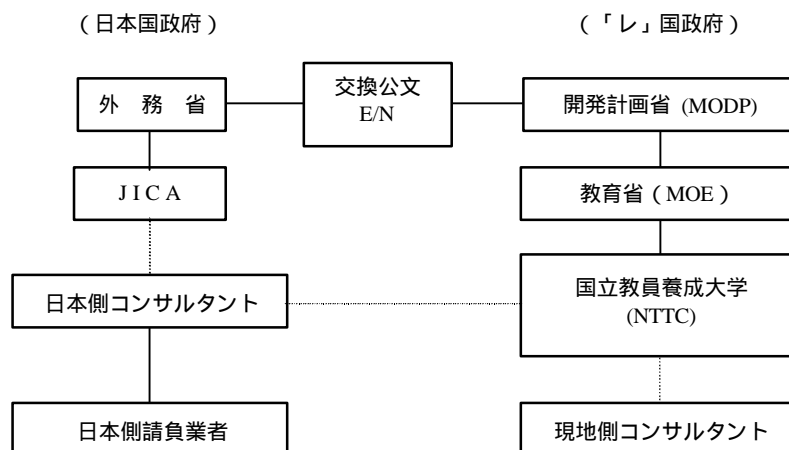 （日本国政府） （「レ」国政府）
外 務 省 交換公文 開発計画省 (MODP)
E/N
J I C A 教育省（MOE）
日本側コンサルタント 国立教員養成大学
(NTTC)
日本側請負業者 現地側コンサルタント